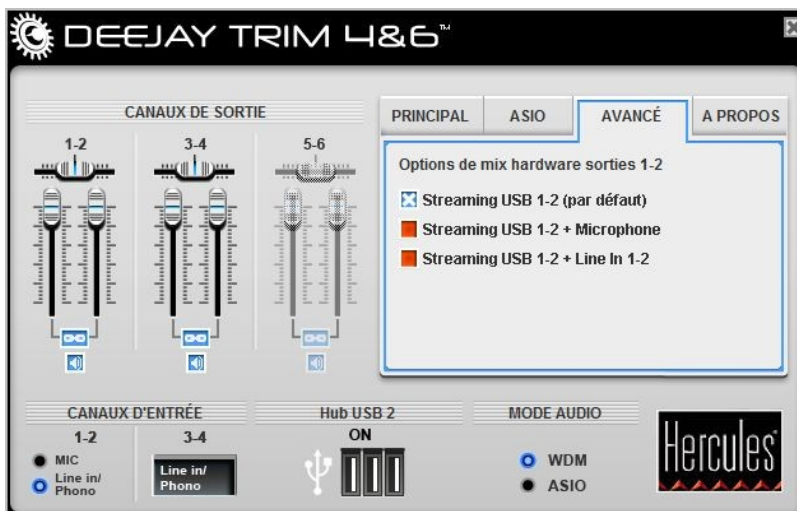 DEEJAY TRIM 4&6™
CANAUX DE SORTIE
1-2
3-4
5-6
PRINCIPAL
ASIO
AVANCÉ
A PROPOS
Options de mix hardware sorties 1-2
Streaming USB 1-2 (par défaut)
Streaming USB 1-2 + Microphone
Streaming USB 1-2 + Line In 1-2
CANAUX D'ENTRÉE
1-2
3-4
MIC
Line in/
Phono
Line in/
Phono
Hub USB 2
ON
MODE AUDIO
WDM
ASIO
Hercules